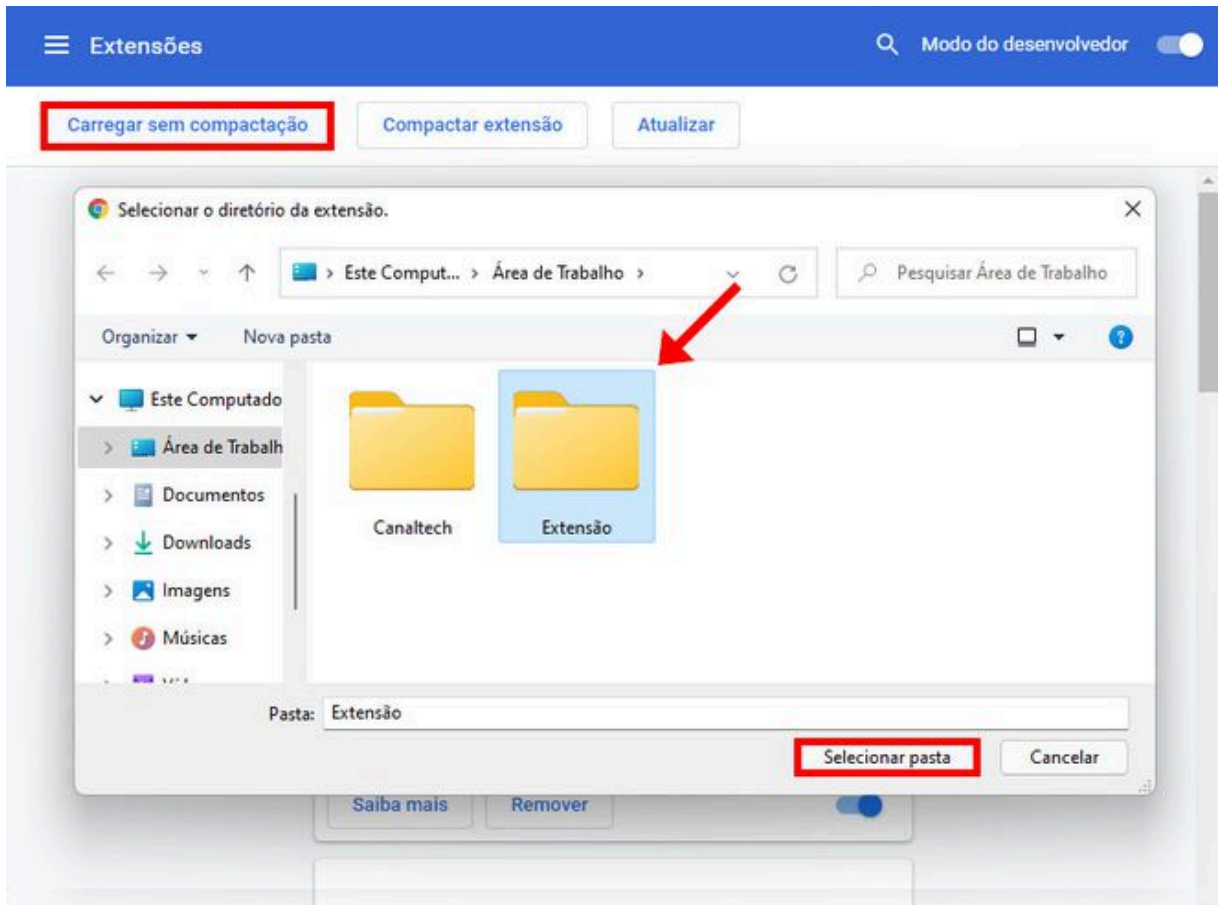 Extensões
Modo do desenvolvedor
Carregar sem compactação
Compactar extensão
Atualizar
Selecionar o diretório da extensão.
Este Comput... > Área de Trabalho >
Pesquisar Área de Trabalho
Organizar
Nova pasta
Este Computado
Área de Trabalh
Documentos
Downloads
Imagens
Músicas
Canaltech
Extensão
Pasta: Extensão
Selecionar pasta
Cancelar
Saiba mais
Remover